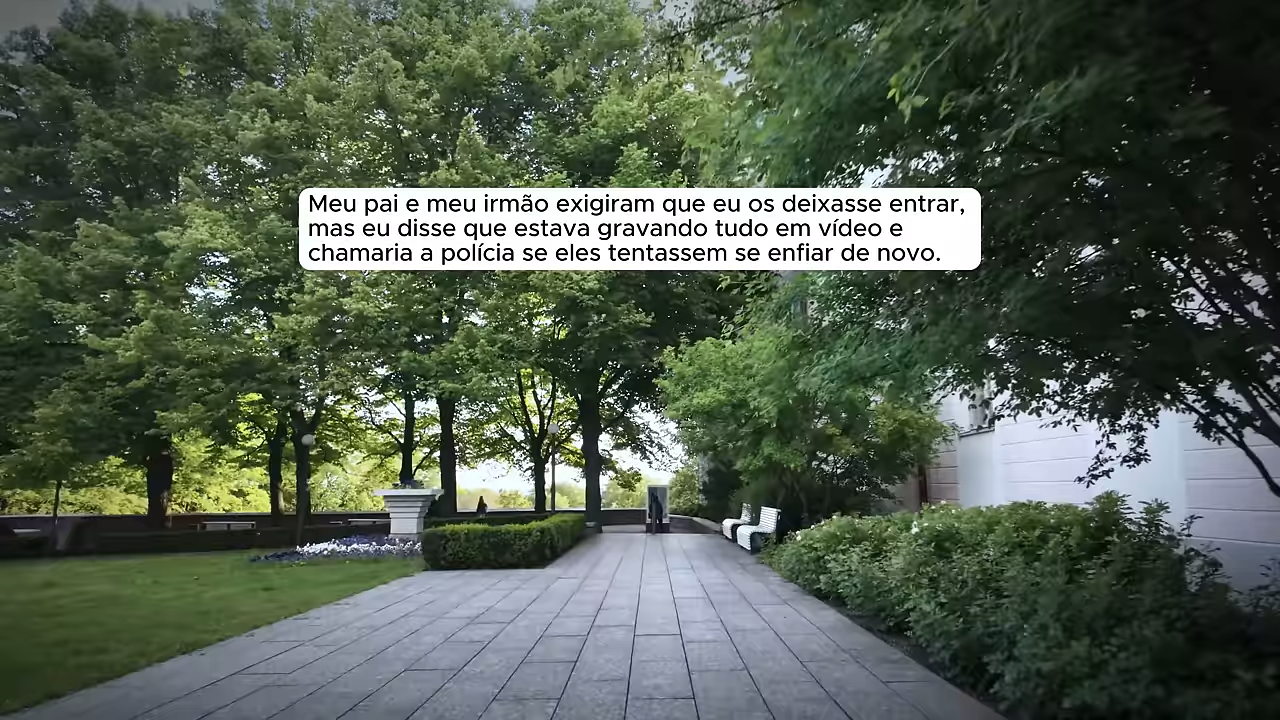 Meu pai e meu irmão exigiram que eu os deixasse entrar,
mas eu disse que estava gravando tudo em vídeo e
chamaria a polícia se eles tentassem se enfiar de novo.